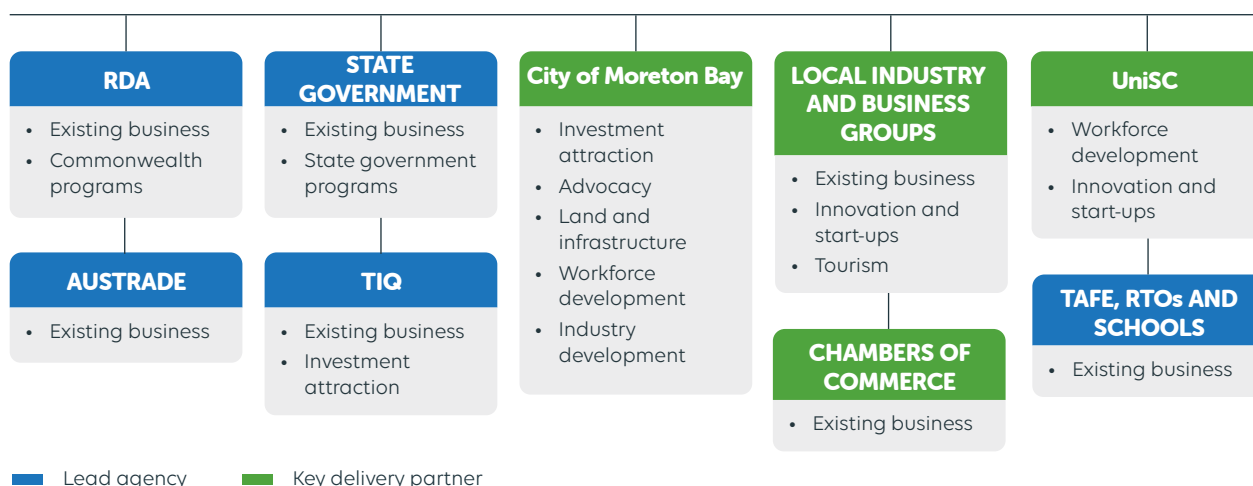 RDA
• Existing business
• Commonwealth
programs
AUSTRADE
• Existing business
STATE
GOVERNMENT
• Existing business
• State government
programs
TIQ
• Existing business
• Investment
attraction
City of Moreton Bay
• Investment
attraction
• Advocacy
• Land and
infrastructure
• Workforce
development
• Industry
development
LOCAL INDUSTRY
AND BUSINESS
GROUPS
• Existing business
• Innovation and
start-ups
• Tourism
CHAMBERS OF
COMMERCE
• Existing business
UniSC
• Workforce
development
• Innovation and
start-ups
TAFE, RTOs AND
SCHOOLS
• Existing business
Lead agency
Key delivery partner